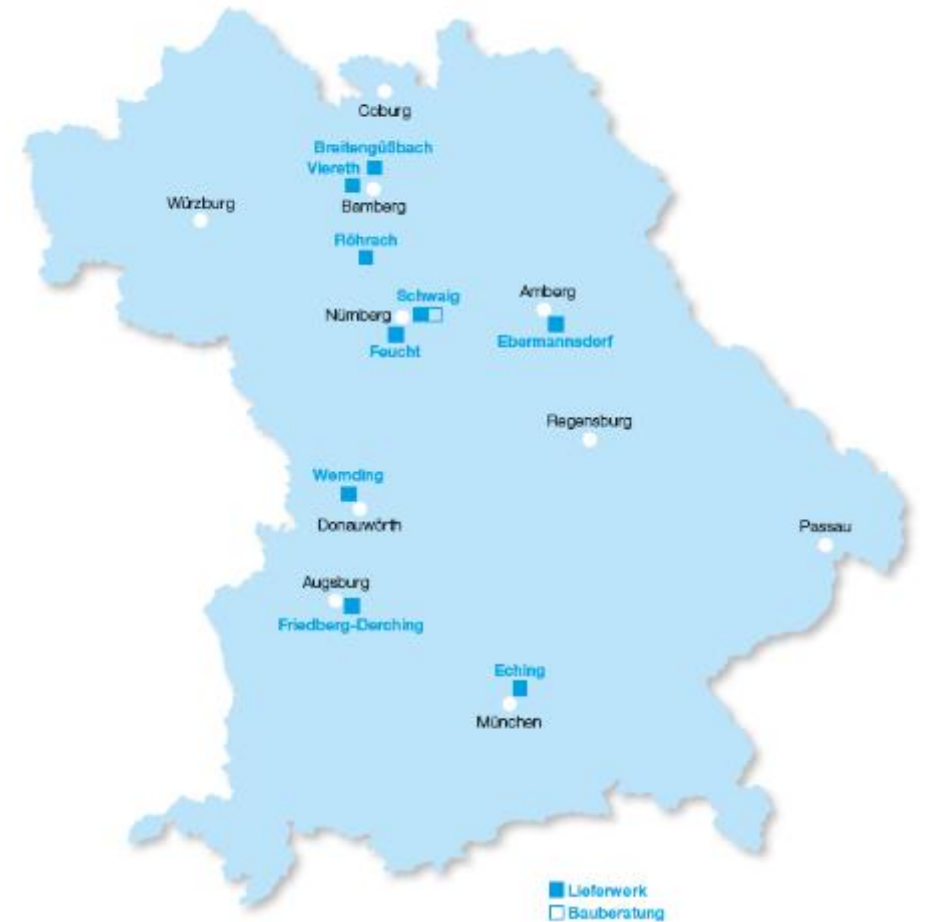 Coburg
Breitengüßbach
Viereth
Bamberg
Würzburg
Röhrach
Schwaig
Nürnberg
Feucht
Amberg
Ebermannsdorf
Regensburg
Wemding
Donauwörth
Passau
Augsburg
Friedberg-Derching
Eching
München
Lieferwerk
Bauberatung